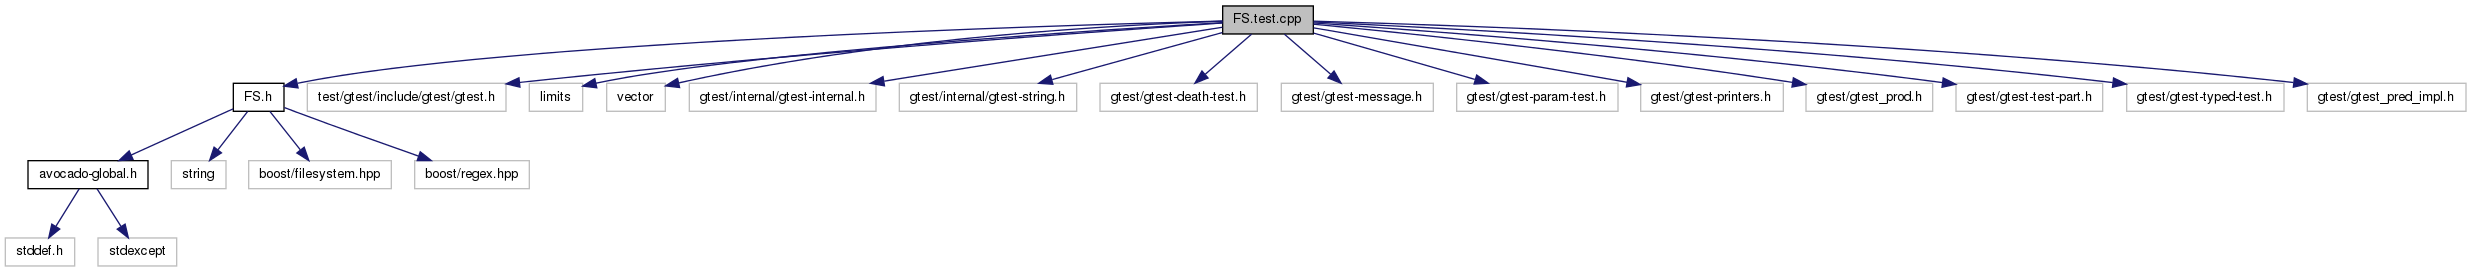 FS.test.cpp
FS.h
test/gtest/include/gtest/gtest.h
limits
vector
gtest/internal/gtest-internal.h
gtest/internal/gtest-string.h
gtest/gtest-death-test.h
gtest/gtest-message.h
gtest/gtest-param-test.h
gtest/gtest-printers.h
gtest/gtest_prod.h
gtest/gtest-test-part.h
gtest/gtest-typed-test.h
gtest/gtest_pred_impl.h
avocado-global.h
string
boost/filesystem.hpp
boost/regex.hpp
stddef.h
stdexcept